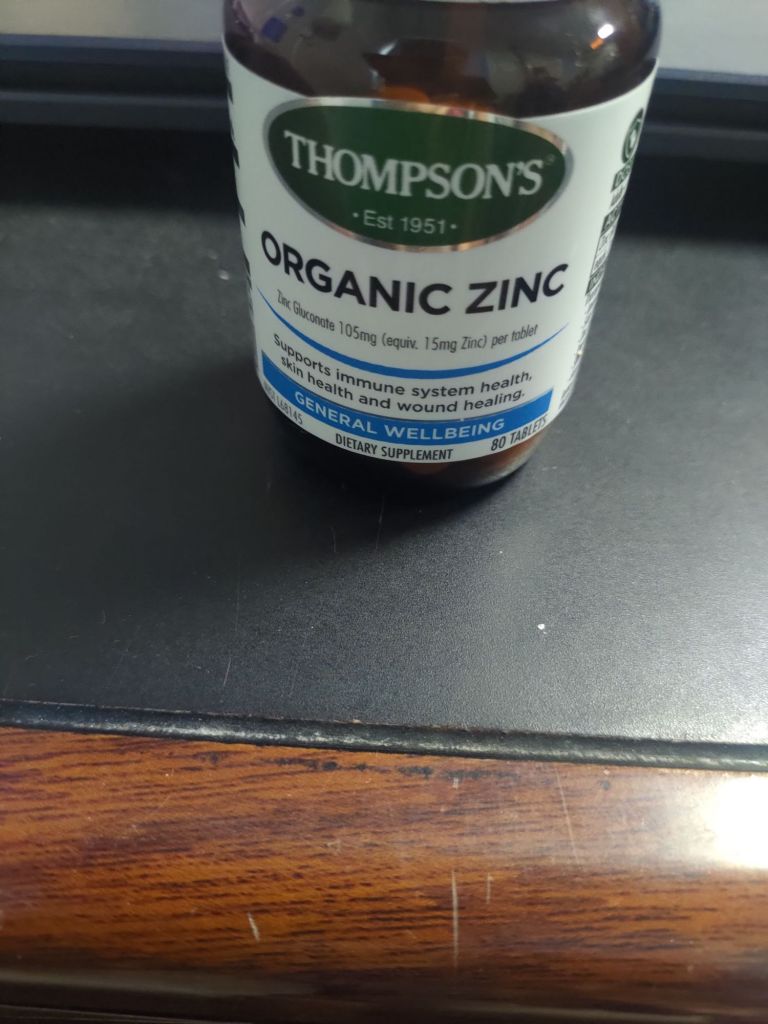 THOMPSON'S®
• Est 1951 •
ORGANIC ZINC
Zinc Gluconate 105mg (equiv. 15mg Zinc) per tablet
Supports immune system health,
skin health and wound healing.
GENERAL WELLBEING
L68145
DIETARY SUPPLEMENT
80 TABLETS